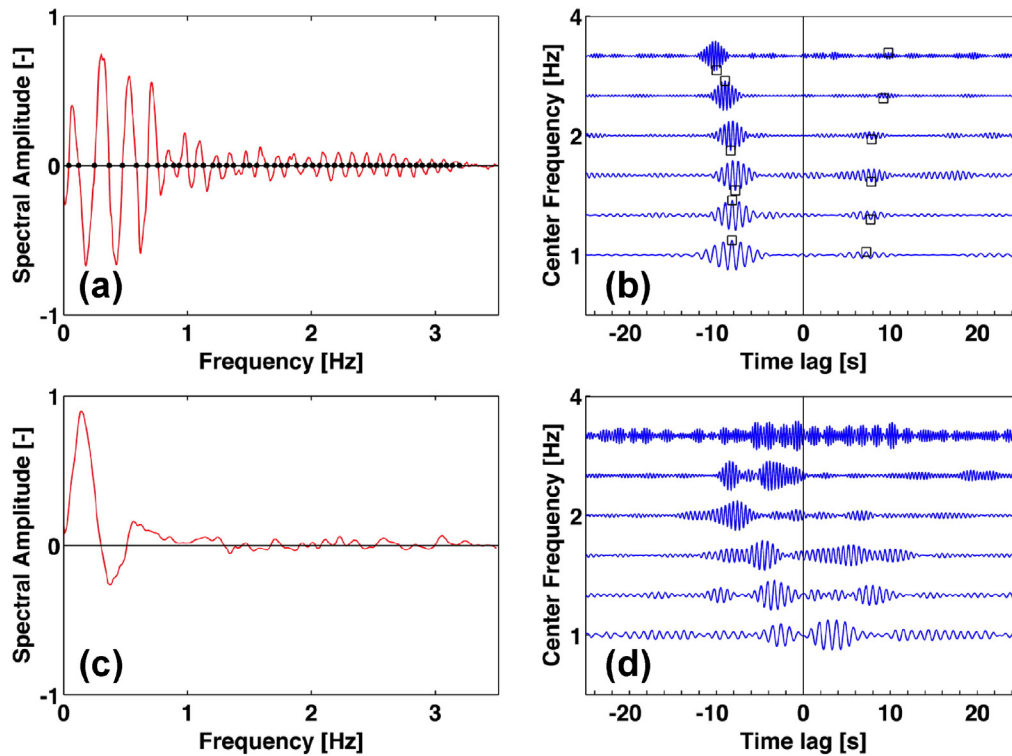 1
Spectral Amplitude [-]
0
-1
(a)
0
1
2
3
Frequency [Hz]
4
Center Frequency [Hz]
2
1
(b)
-20
-10
0
10
20
Time lag [s]
1
Spectral Amplitude [-]
0
-1
(c)
0
1
2
3
Frequency [Hz]
4
Center Frequency [Hz]
2
1
(d)
-20
-10
0
10
20
Time lag [s]